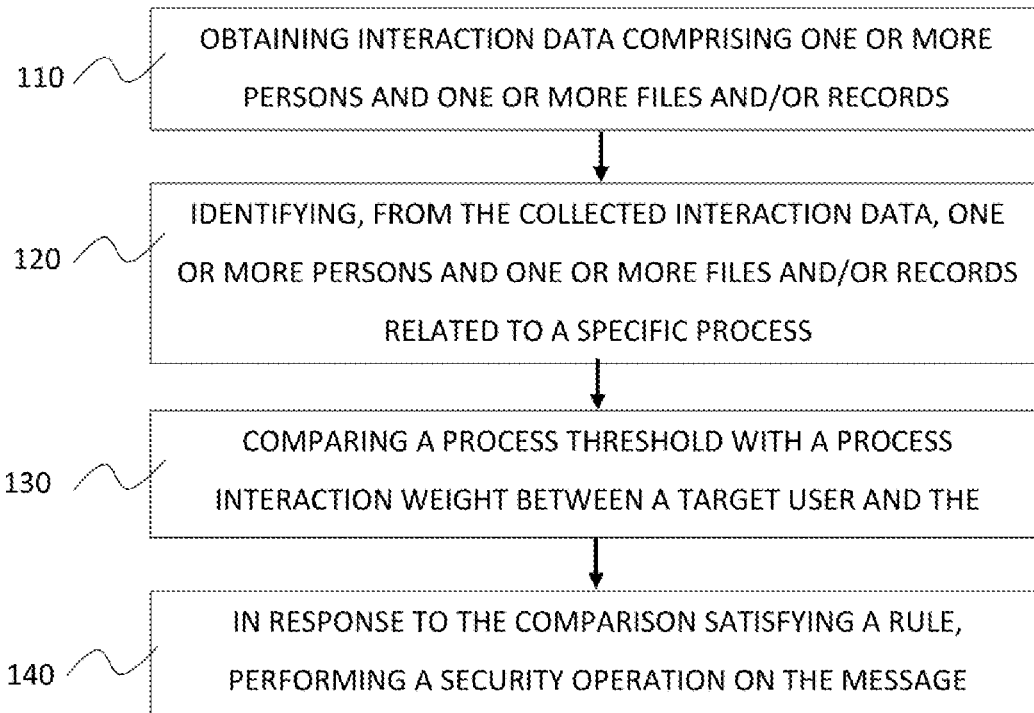 110
OBTAINING INTERACTION DATA COMPRISING ONE OR MORE
PERSONS AND ONE OR MORE FILES AND/OR RECORDS
120
IDENTIFYING, FROM THE COLLECTED INTERACTION DATA, ONE
OR MORE PERSONS AND ONE OR MORE FILES AND/OR RECORDS
RELATED TO A SPECIFIC PROCESS
130
COMPARING A PROCESS THRESHOLD WITH A PROCESS
INTERACTION WEIGHT BETWEEN A TARGET USER AND THE
140
IN RESPONSE TO THE COMPARISON SATISFYING A RULE,
PERFORMING A SECURITY OPERATION ON THE MESSAGE